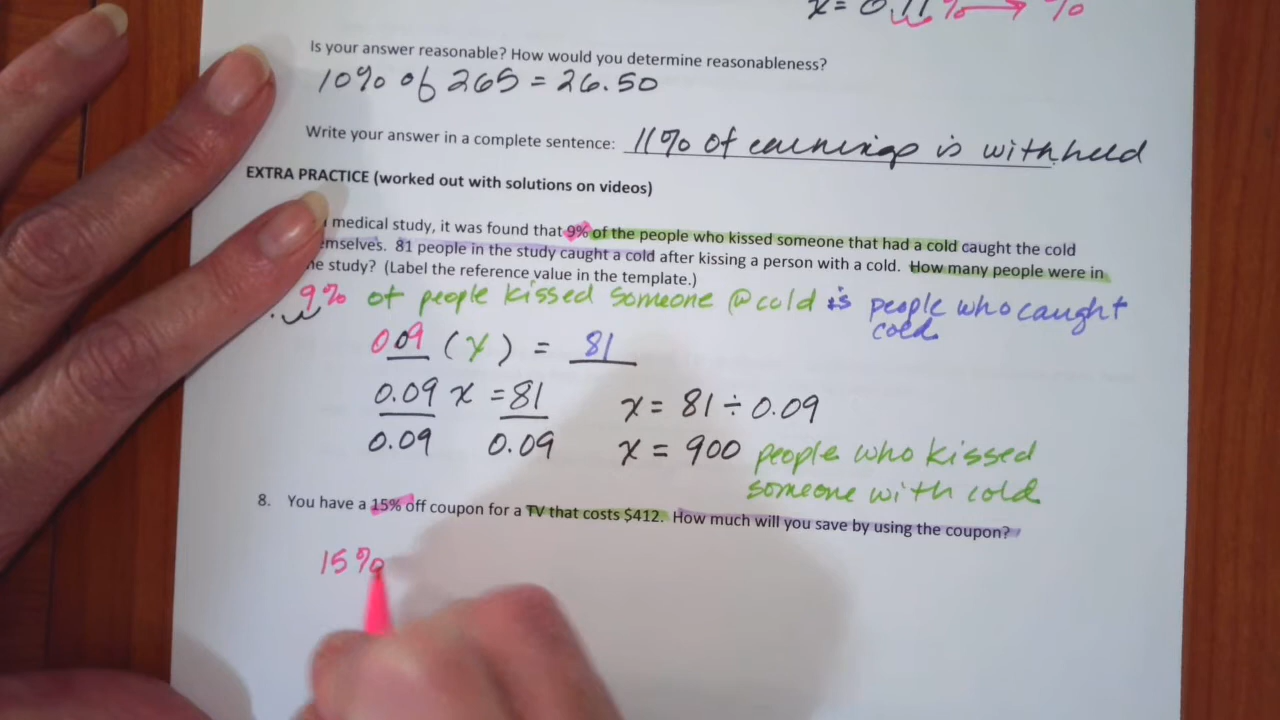 x = 0.11 % → %
Is your answer reasonable? How would you determine reasonableness?
10% of 265 = 26.50
Write your answer in a complete sentence: 11% of earnings is withheld
EXTRA PRACTICE (worked out with solutions on videos)
medical study, it was found that 9% of the people who kissed someone that had a cold caught the cold
mselves. 81 people in the study caught a cold after kissing a person with a cold. How many people were in
he study? (Label the reference value in the template.)
9% of people kissed someone @ cold is people who caught
cold
0.09 (x) = 81
0.09 x = 81
0.09 0.09
x = 81 ÷ 0.09
x = 900 people who kissed
someone with cold
8. You have a 15% off coupon for a TV that costs $412. How much will you save by using the coupon?
15%